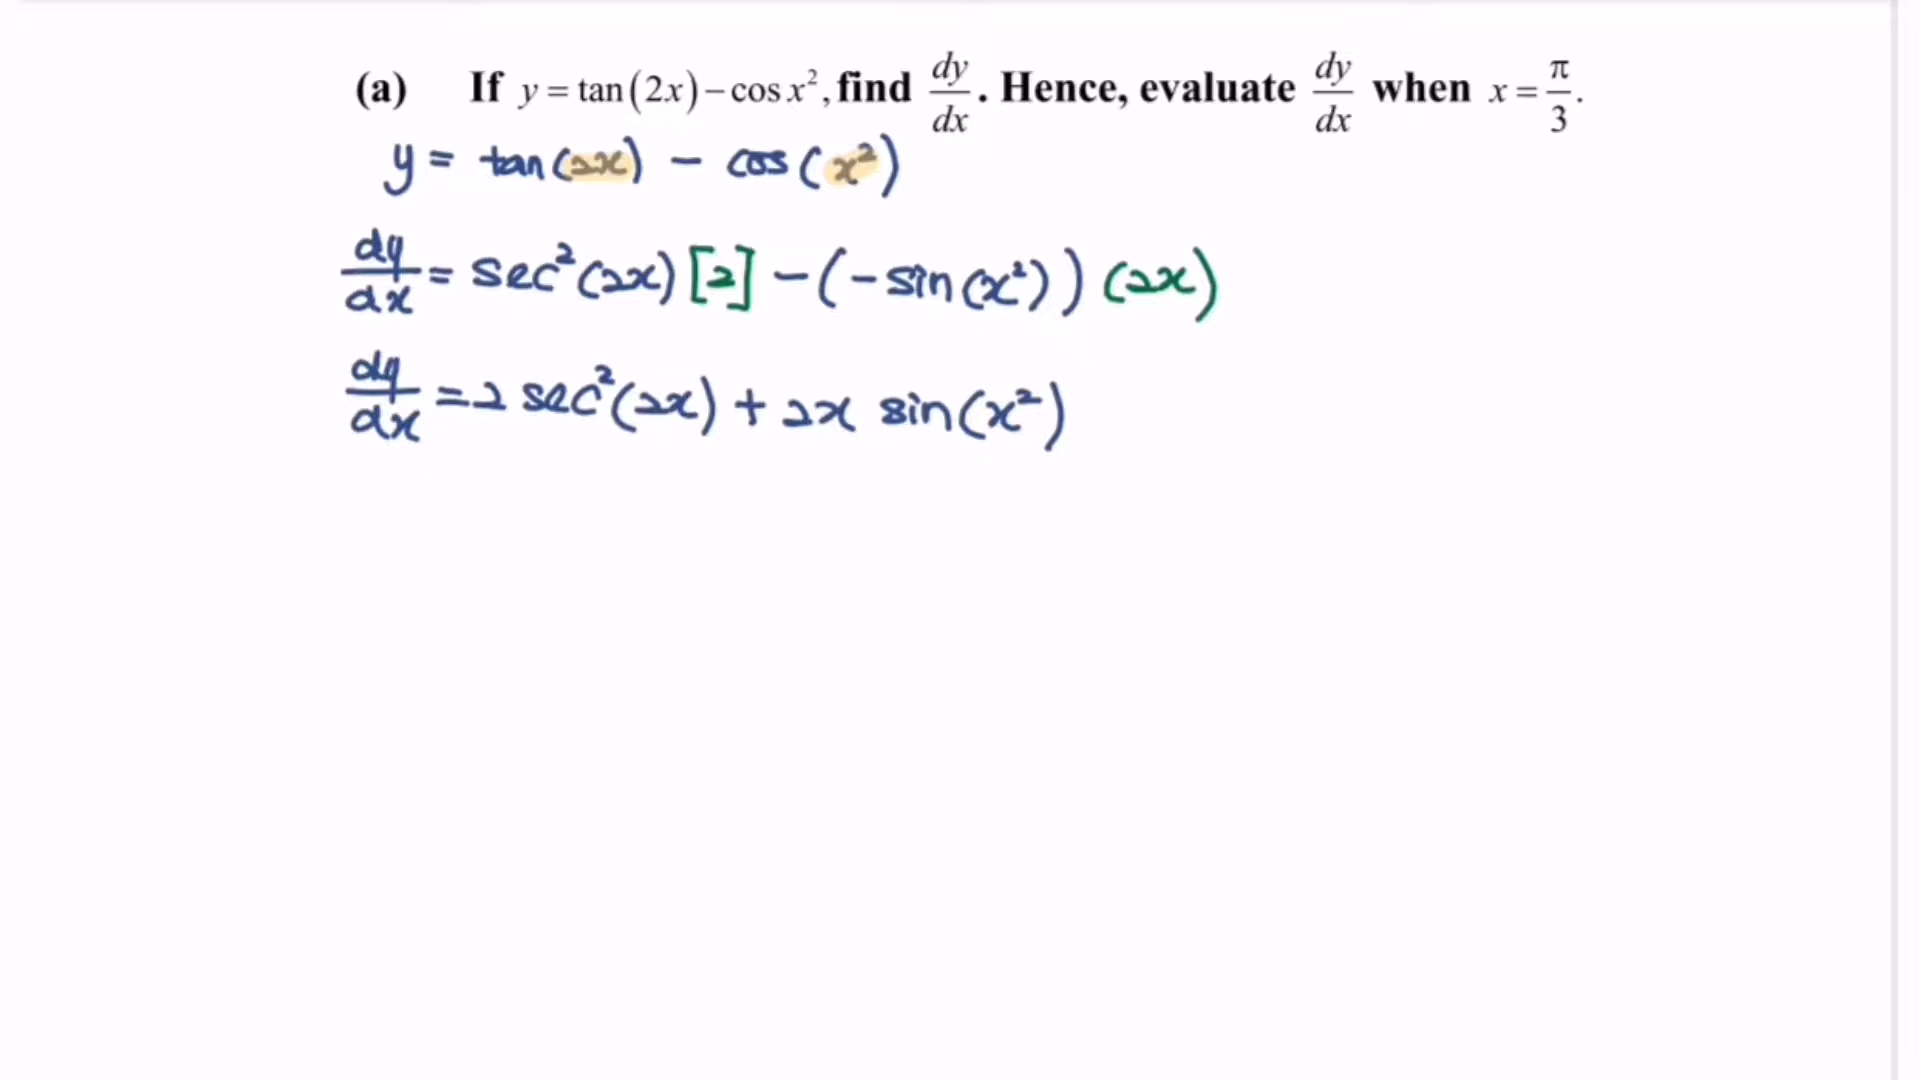 (a) If y = tan(2x) − cos x², find dy/dx. Hence, evaluate dy/dx when x = π/3.
y = tan(2x) − cos(x²)
dy/dx = sec²(2x)[2] − (−sin(x²))(2x)
dy/dx = 2 sec²(2x) + 2x sin(x²)